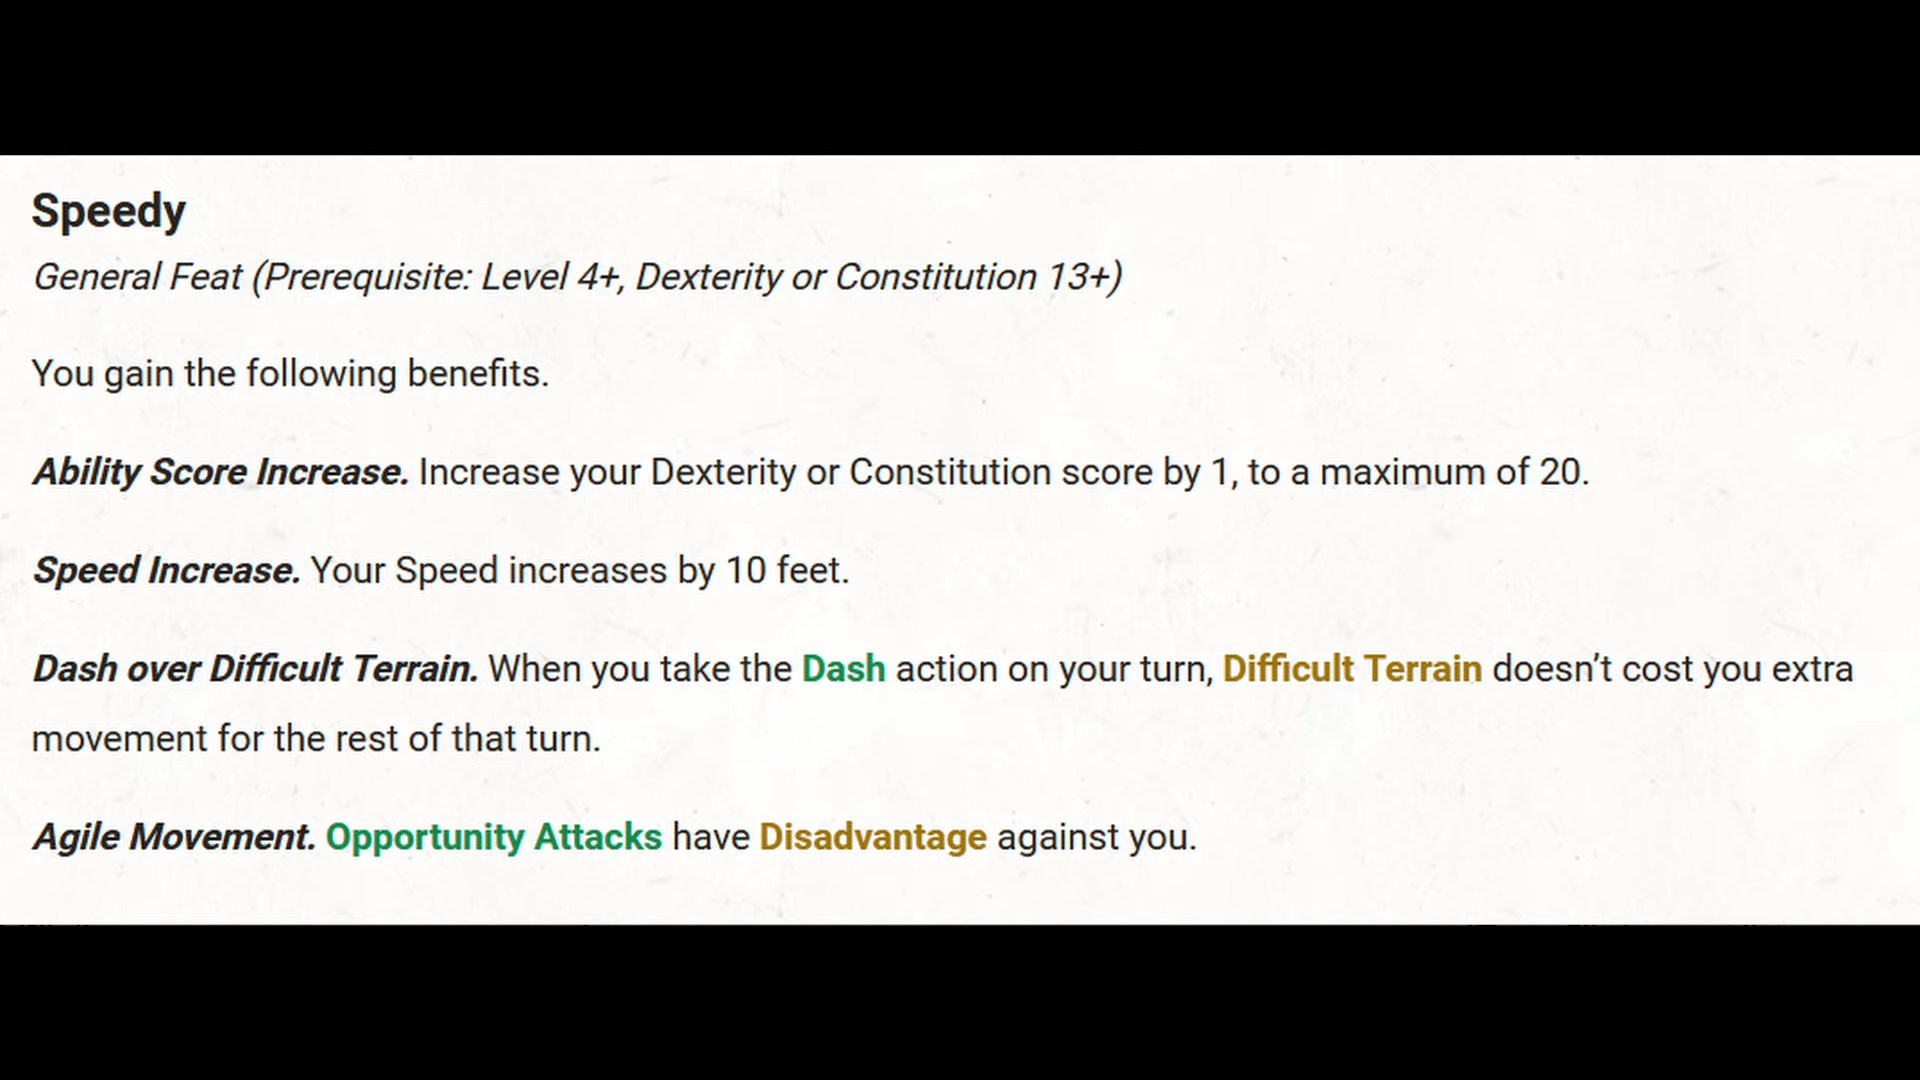 Speedy
General Feat (Prerequisite: Level 4+, Dexterity or Constitution 13+)
You gain the following benefits.
Ability Score Increase. Increase your Dexterity or Constitution score by 1, to a maximum of 20.
Speed Increase. Your Speed increases by 10 feet.
Dash over Difficult Terrain. When you take the Dash action on your turn, Difficult Terrain doesn’t cost you extra
movement for the rest of that turn.
Agile Movement. Opportunity Attacks have Disadvantage against you.